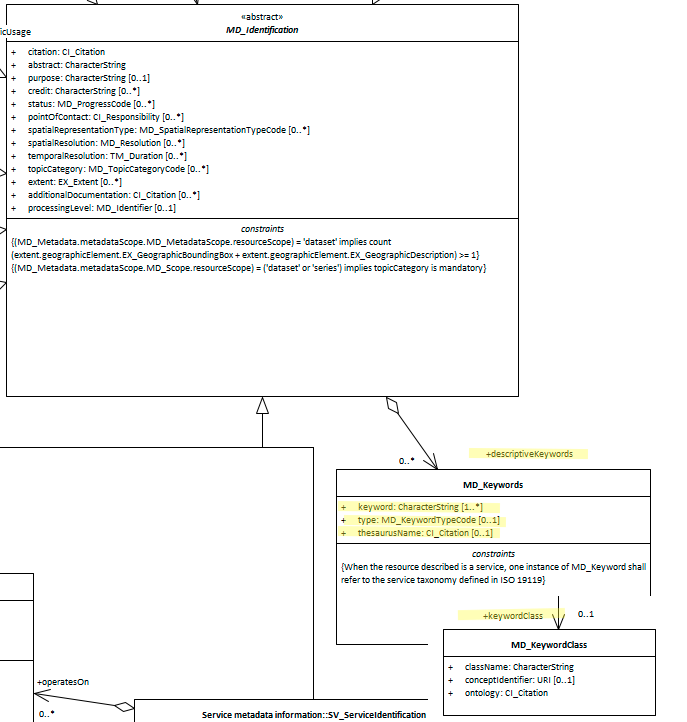 «abstract»
MD_Identification
icUsage
+ citation: CI_Citation
+ abstract: CharacterString
+ purpose: CharacterString [0..1]
+ credit: CharacterString [0..*]
+ status: MD_ProgressCode [0..*]
+ pointOfContact: CI_Responsibility [0..*]
+ spatialRepresentationType: MD_SpatialRepresentationTypeCode [0..*]
+ spatialResolution: MD_Resolution [0..*]
+ temporalResolution: TM_Duration [0..*]
+ topicCategory: MD_TopicCategoryCode [0..*]
+ extent: EX_Extent [0..*]
+ additionalDocumentation: CI_Citation [0..*]
+ processingLevel: MD_Identifier [0..1]
constraints
{(MD_Metadata.metadataScope.MD_MetadataScope.resourceScope) = 'dataset' implies count
(extent.geographicElement.EX_GeographicBoundingBox + extent.geographicElement.EX_GeographicDescription) >= 1}
{(MD_Metadata.metadataScope.MD_Scope.resourceScope) = ('dataset' or 'series') implies topicCategory is mandatory}
+descriptiveKeywords
0..*
MD_Keywords
+ keyword: CharacterString [1..*]
+ type: MD_KeywordTypeCode [0..1]
+ thesaurusName: CI_Citation [0..1]
constraints
{When the resource described is a service, one instance of MD_Keyword shall
refer to the service taxonomy defined in ISO 19119}
+keywordClass 0..1
MD_KeywordClass
+ className: CharacterString
+ conceptIdentifier: URI [0..1]
+ ontology: CI_Citation
+operatesOn
0..*
Service metadata information::SV_ServiceIdentification